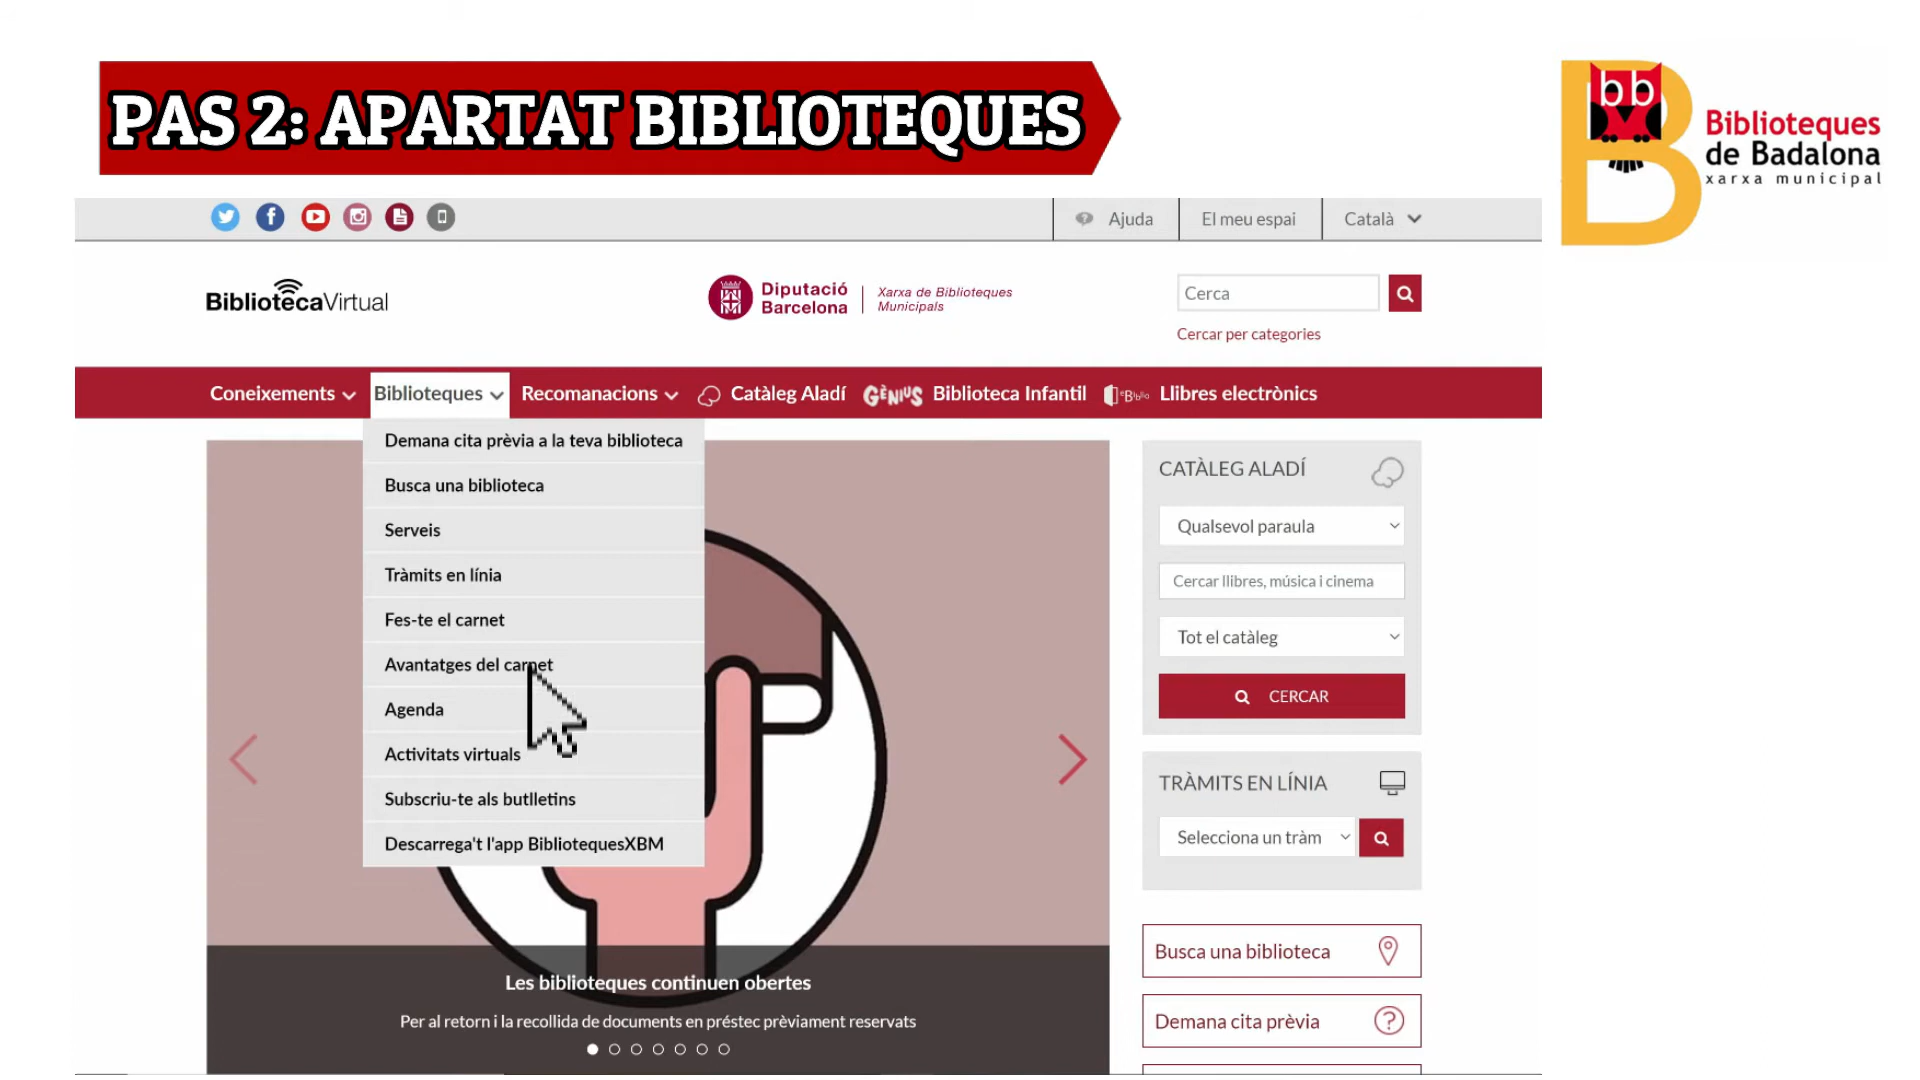 PAS 2: APARTAT BIBLIOTEQUES
bb
Biblioteques
de Badalona
xarxa municipal
Ajuda
El meu espai
Català
BibliotecaVirtual
Diputació
Barcelona
Xarxa de Biblioteques
Municipals
Cerca
Cercar per categories
Coneixements
Biblioteques
Recomanacions
Catàleg Aladí
GÈNIUS
Biblioteca Infantil
eBiblio
Llibres electrònics
Demana cita prèvia a la teva biblioteca
Busca una biblioteca
Serveis
Tràmits en línia
Fes-te el carnet
Avantatges del carnet
Agenda
Activitats virtuals
Subscriu-te als butlletins
Descarrega't l'app BibliotequesXBM
Les biblioteques continuen obertes
Per al retorn i la recollida de documents en préstec prèviament reservats
CATÀLEG ALADÍ
Qualsevol paraula
Cercar llibres, música i cinema
Tot el catàleg
CERCAR
TRÀMITS EN LÍNIA
Selecciona un tràm
Busca una biblioteca
Demana cita prèvia